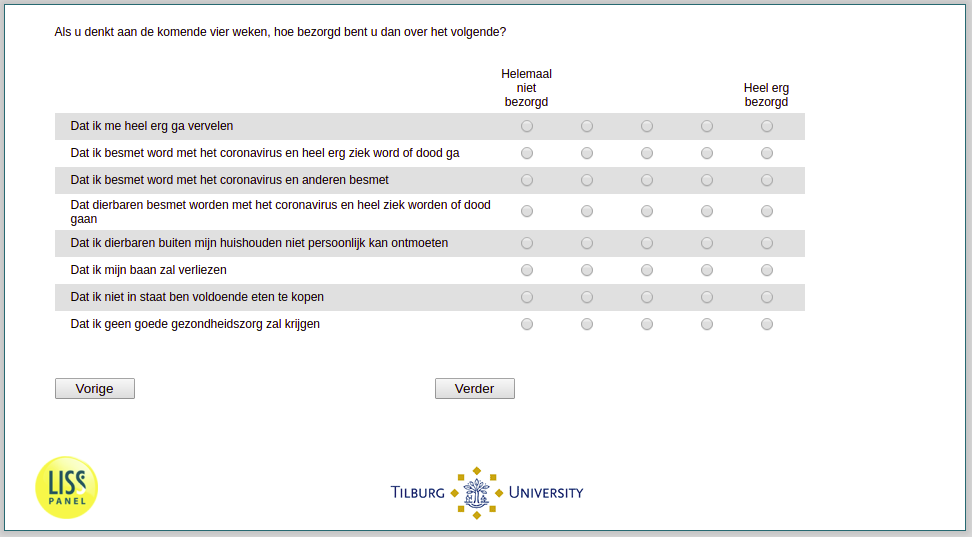 Als u denkt aan de komende vier weken, hoe bezorgd bent u dan over het volgende?
Helemaal
niet
bezorgd
Heel erg
bezorgd
Dat ik me heel erg ga vervelen
Dat ik besmet word met het coronavirus en heel erg ziek word of dood ga
Dat ik besmet word met het coronavirus en anderen besmet
Dat dierbaren besmet worden met het coronavirus en heel ziek worden of dood
gaan
Dat ik dierbaren buiten mijn huishouden niet persoonlijk kan ontmoeten
Dat ik mijn baan zal verliezen
Dat ik niet in staat ben voldoende eten te kopen
Dat ik geen goede gezondheidszorg zal krijgen
Vorige
Verder
LISS
PANEL
TILBURG UNIVERSITY